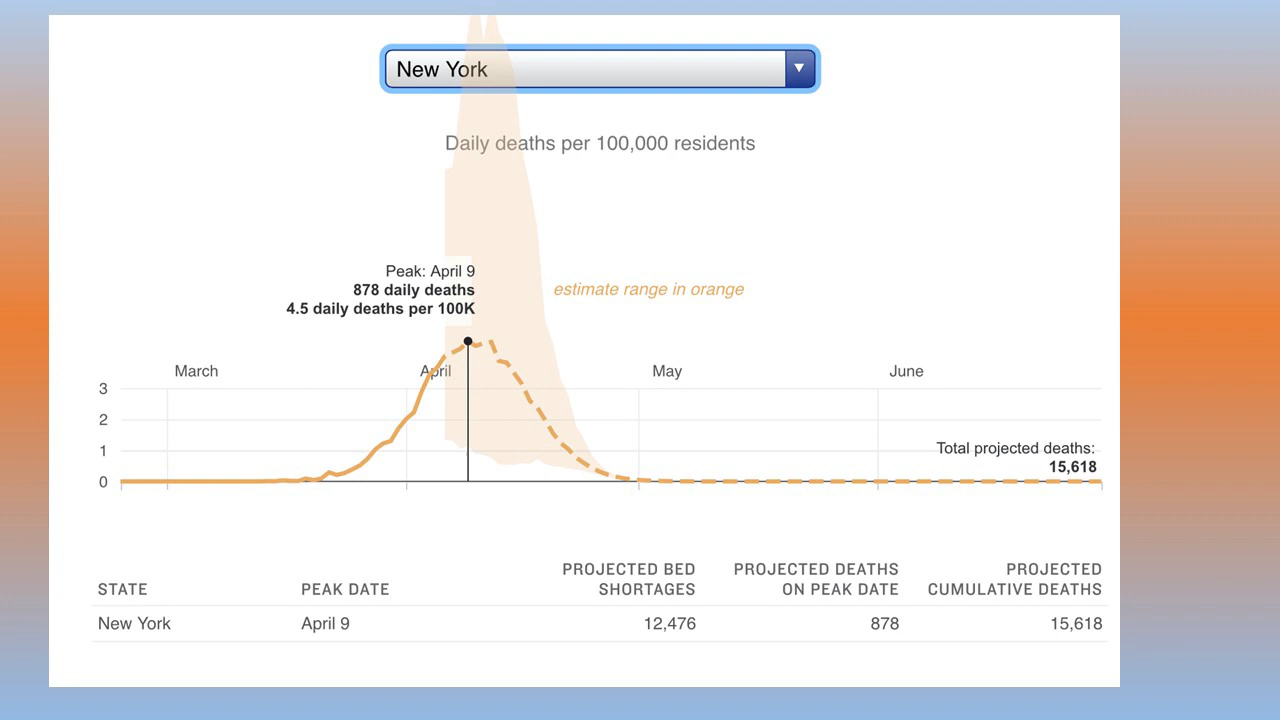 New York
Daily deaths per 100,000 residents
Peak: April 9
878 daily deaths
4.5 daily deaths per 100K
estimate range in orange
March April May June
3
2
1
0
Total projected deaths:
15,618
STATE PEAK DATE PROJECTED BED SHORTAGES PROJECTED DEATHS ON PEAK DATE PROJECTED CUMULATIVE DEATHS
New York April 9 12,476 878 15,618